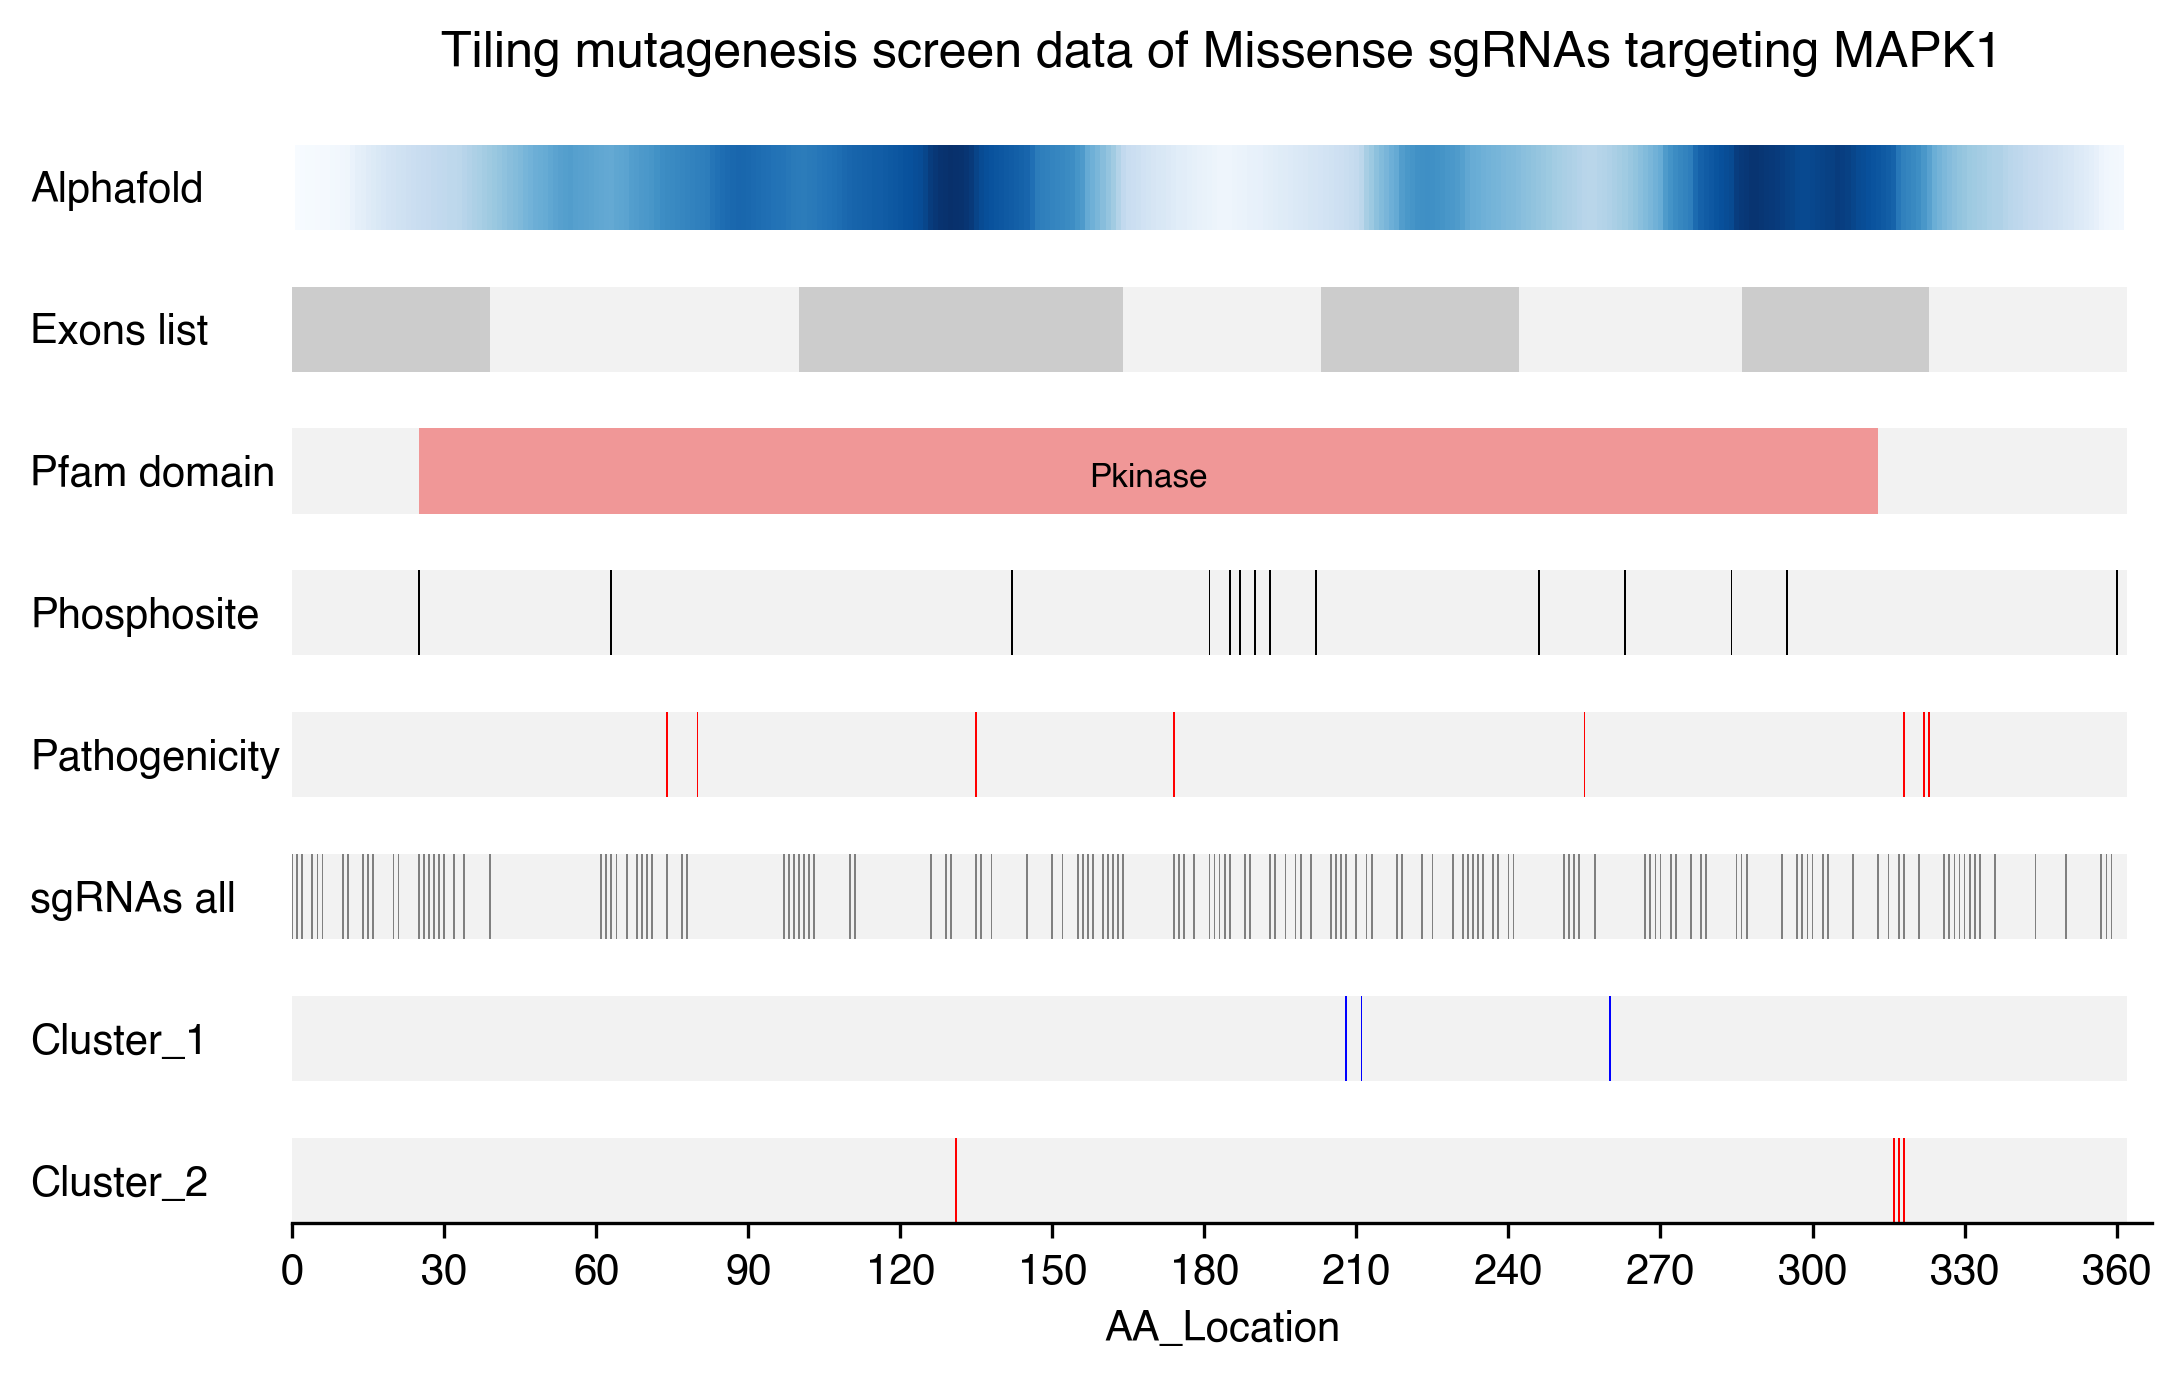 Tiling mutagenesis screen data of Missense sgRNAs targeting MAPK1
Alphafold
Exons list
Pfam domain
Pkinase
Phosphosite
Pathogenicity
sgRNAs all
Cluster_1
Cluster_2
0 30 60 90 120 150 180 210 240 270 300 330 360
AA_Location